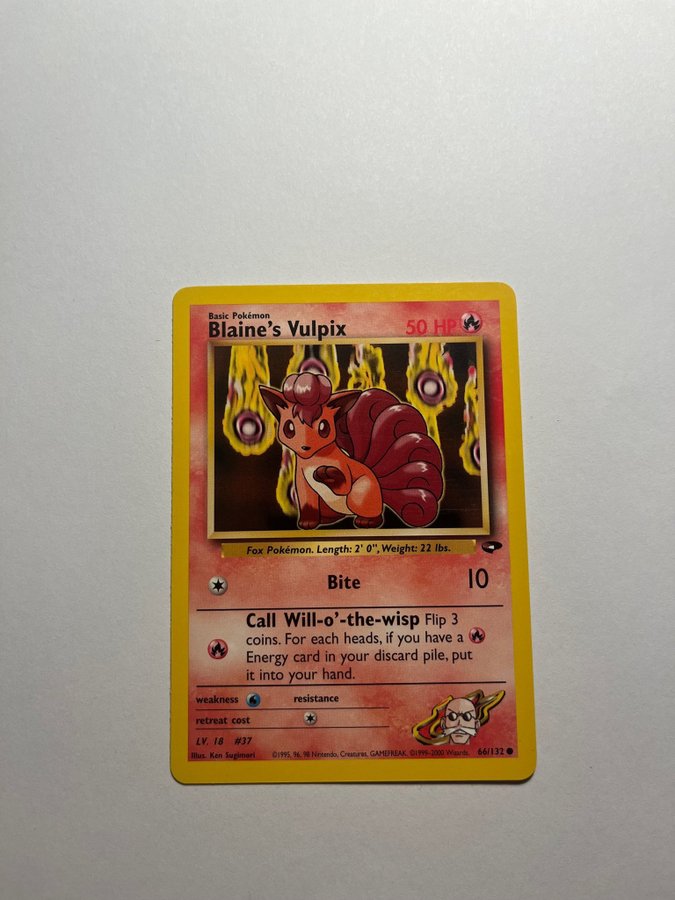 Basic Pokémon
Blaine's Vulpix 50 HP
Fox Pokémon. Length: 2' 0", Weight: 22 lbs.
Bite 10
Call Will-o'-the-wisp Flip 3
coins. For each heads, if you have a
Energy card in your discard pile, put
it into your hand.
weakness resistance
retreat cost
LV. 18 #37
Illus. Ken Sugimori ©1995, 96, 98 Nintendo, Creatures, GAMEFREAK. ©1999-2000 Wizards. 66/132